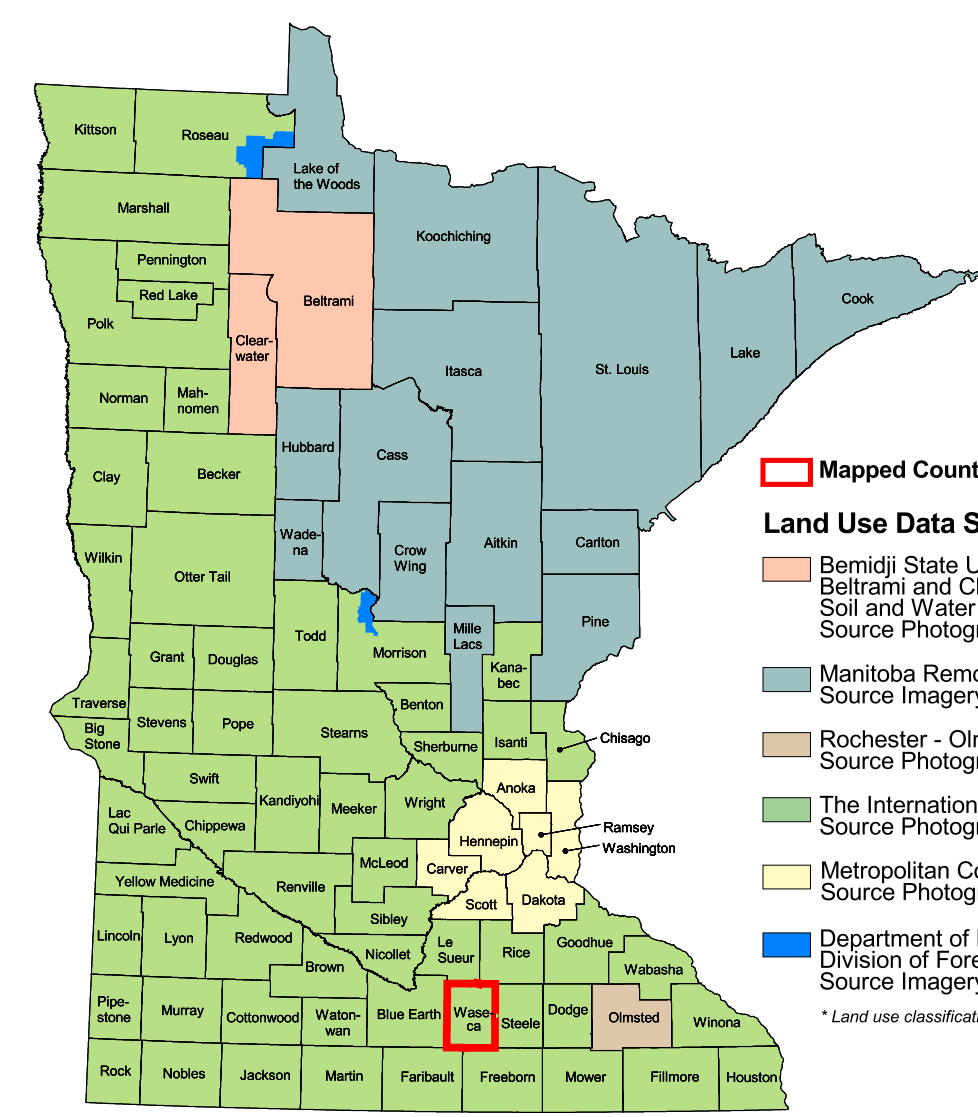 Kittson
Roseau
Lake of
the Woods
Marshall
Koochiching
Pennington
Red Lake
Beltrami
Cook
Polk
Clear-
water
Lake
Itasca
St. Louis
Norman
Mah-
nomen
Hubbard
Cass
Clay
Becker
Wade-
na
Crow
Wing
Aitkin
Carlton
Wilkin
Otter Tail
Todd
Mille
Lacs
Pine
Grant
Douglas
Morrison
Kana-
bec
Traverse
Stevens
Pope
Benton
Big
Stone
Stearns
Sherburne
Isanti
Chisago
Swift
Anoka
Kandiyohi
Meeker
Wright
Lac
Qui Parle
Chippewa
Hennepin
Ramsey
Washington
McLeod
Carver
Yellow Medicine
Renville
Scott
Dakota
Sibley
Lincoln
Lyon
Redwood
Nicollet
Le
Sueur
Rice
Goodhue
Brown
Wabasha
Pipe-
stone
Murray
Cottonwood
Waton-
wan
Blue Earth
Wase-
ca
Steele
Dodge
Olmsted
Winona
Rock
Nobles
Jackson
Martin
Faribault
Freeborn
Mower
Fillmore
Houston
Mapped Count
Land Use Data S
Bemidji State U
Beltrami and Cl
Soil and Water
Source Photogr
Manitoba Remo
Source Imagery
Rochester - Olm
Source Photogr
The Internation
Source Photogr
Metropolitan Co
Source Photogr
Department of
Division of Fore
Source Imagery
* Land use classificati